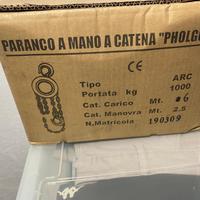 PARANCO A MANO A CATENA "PHOLG
CE
Tipo ARC
Portata kg 1000
Cat. Carico Mt. 6
Cat. Manovra Mt. 2.5
N.Matricola 190309